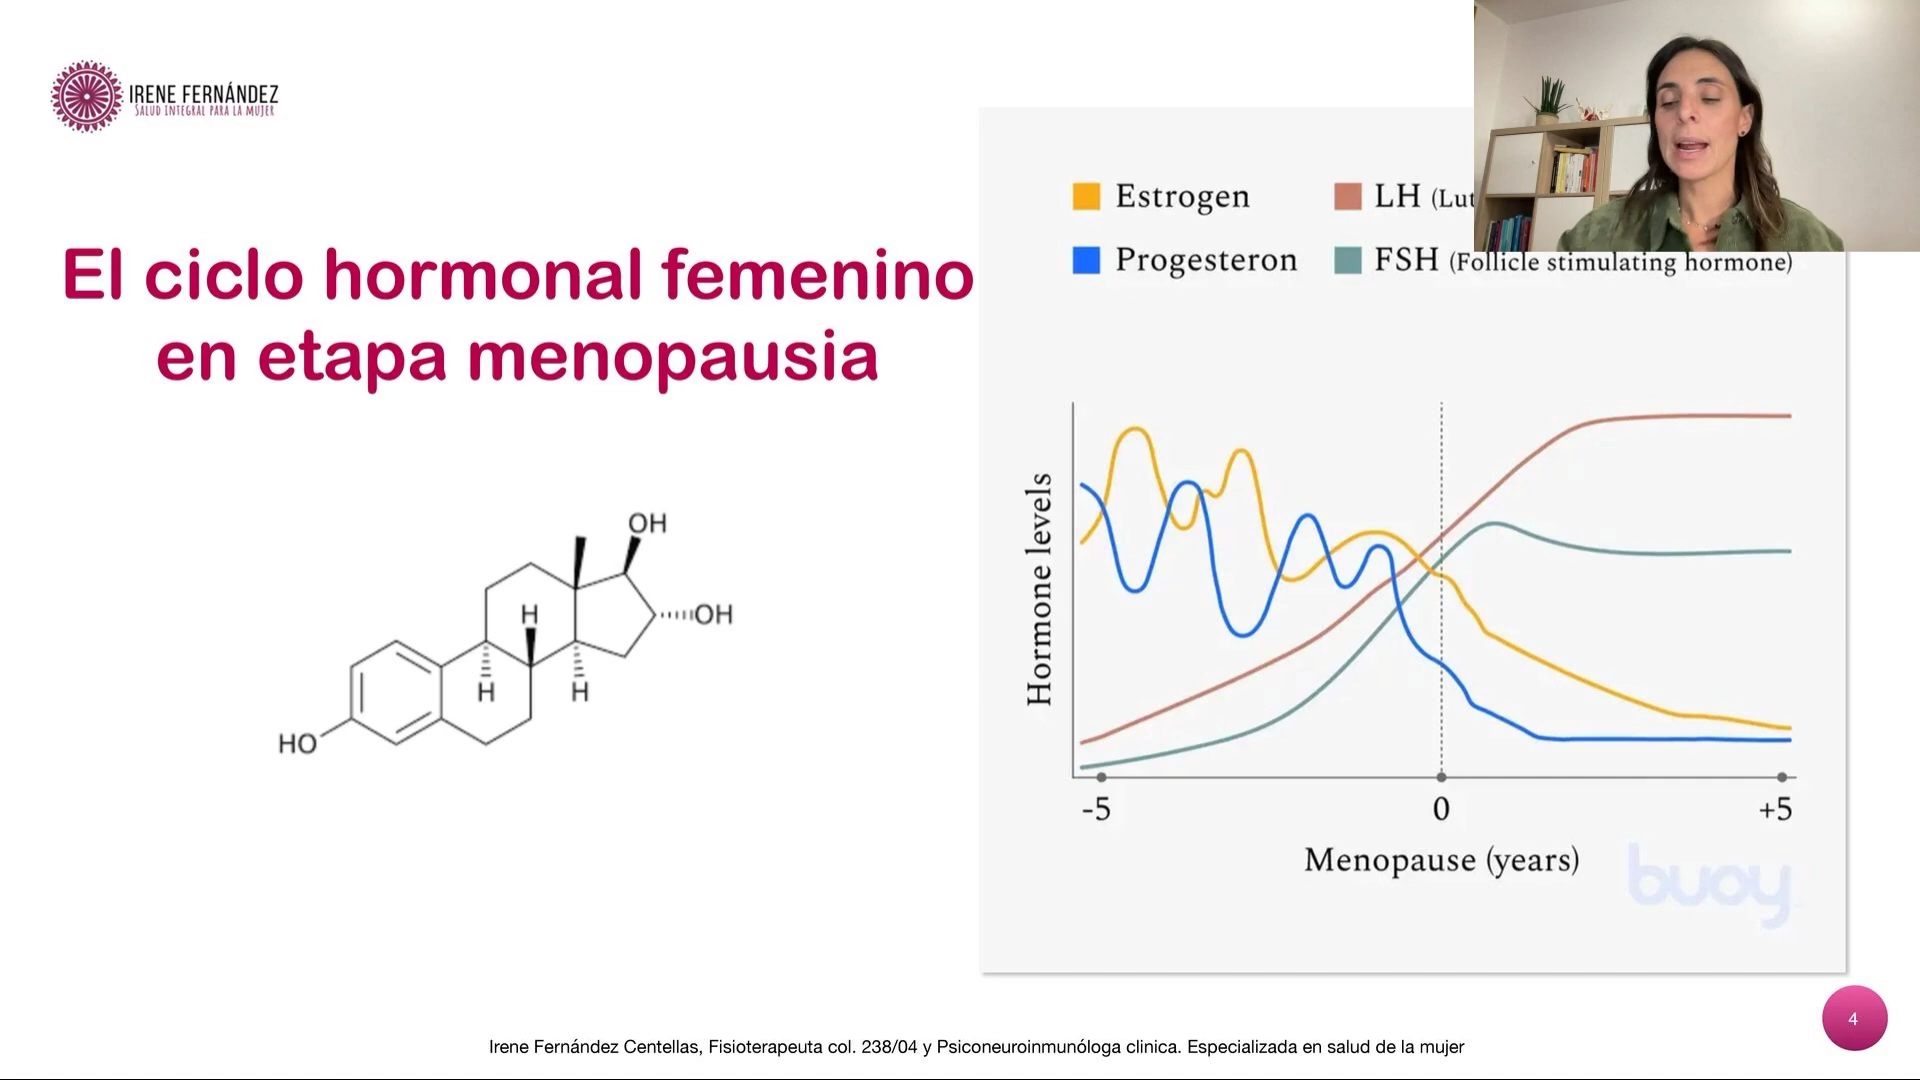 IRENE FERNÁNDEZ
SALUD INTEGRAL PARA LA MUJER
El ciclo hormonal femenino
en etapa menopausia
OH
H
OH
H
H
HO
Estrogen
LH
Progesteron
FSH (Follicle stimulating hormone)
Hormone levels
-5
0
+5
Menopause (years)
buoy
4
Irene Fernández Centellas, Fisioterapeuta col. 238/04 y Psiconeuroinmunóloga clinica. Especializada en salud de la mujer